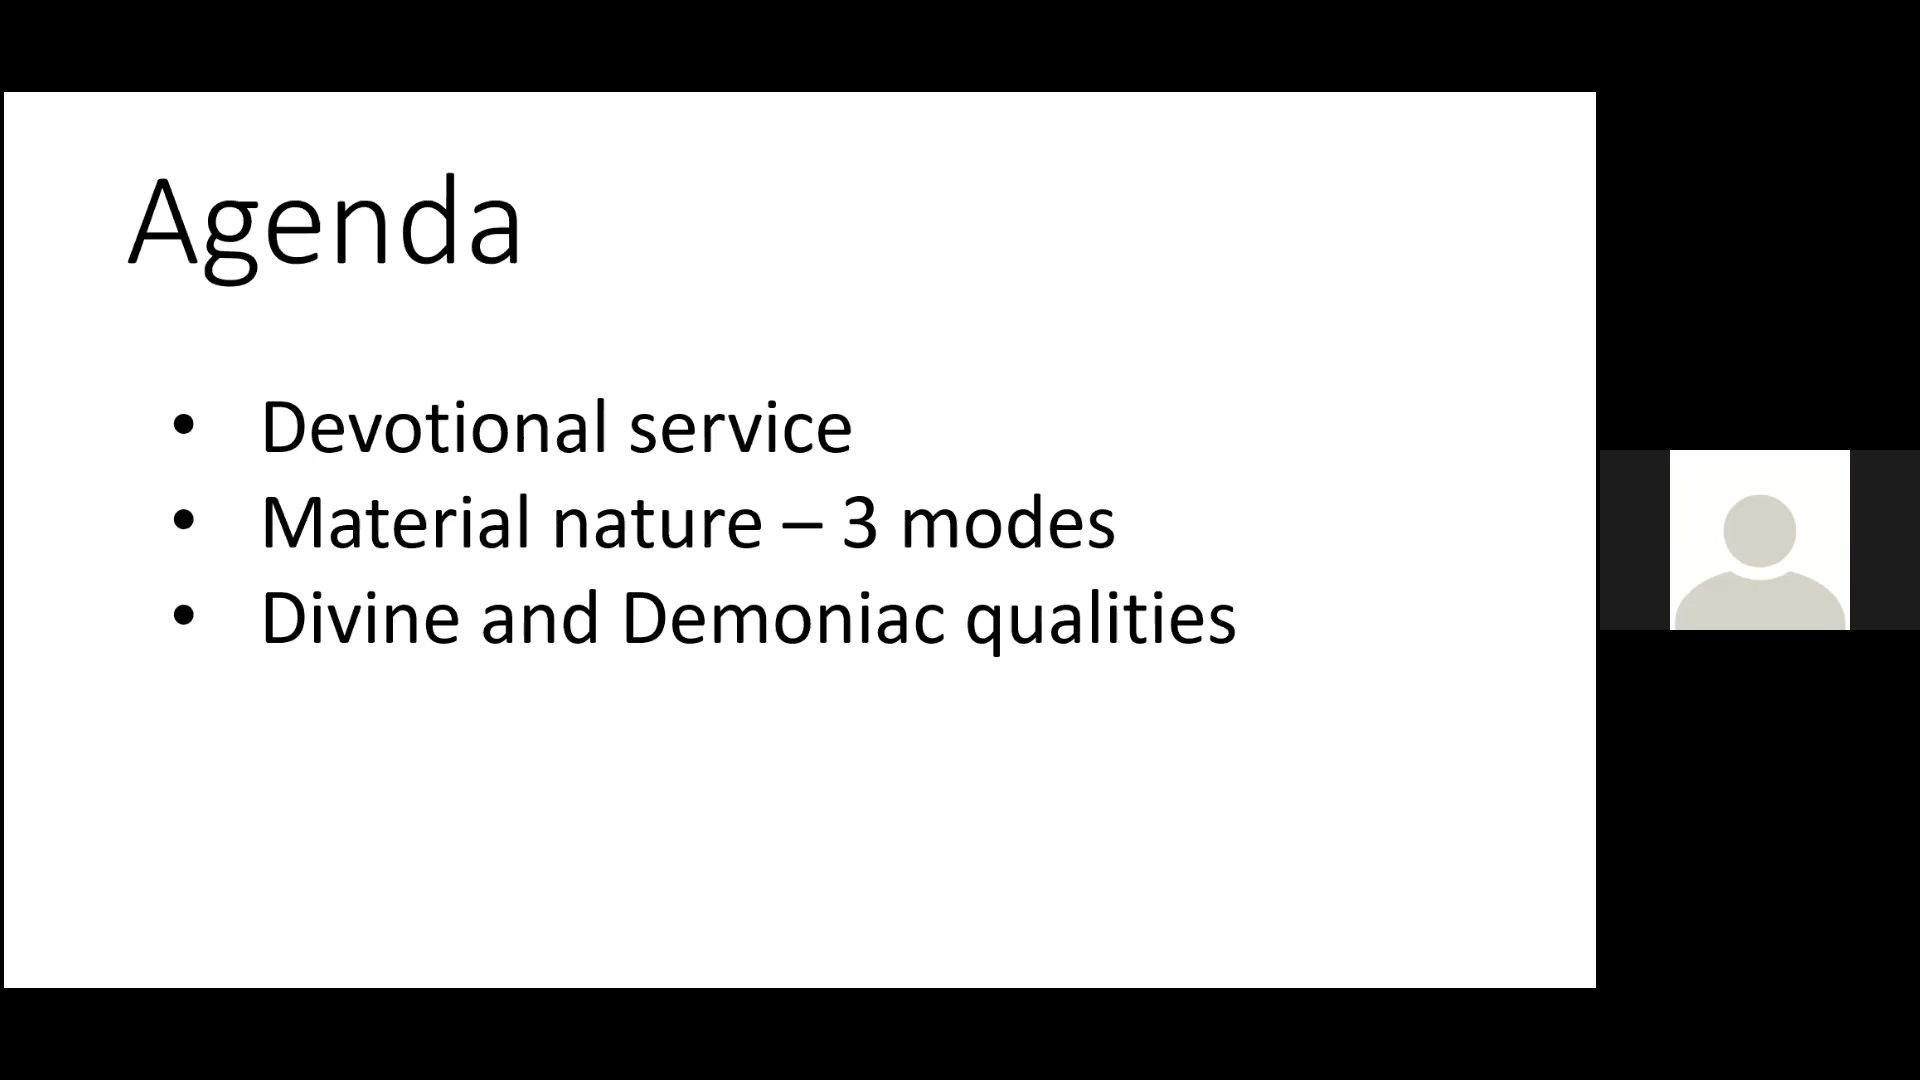 Agenda
• Devotional service
• Material nature – 3 modes
• Divine and Demoniac qualities